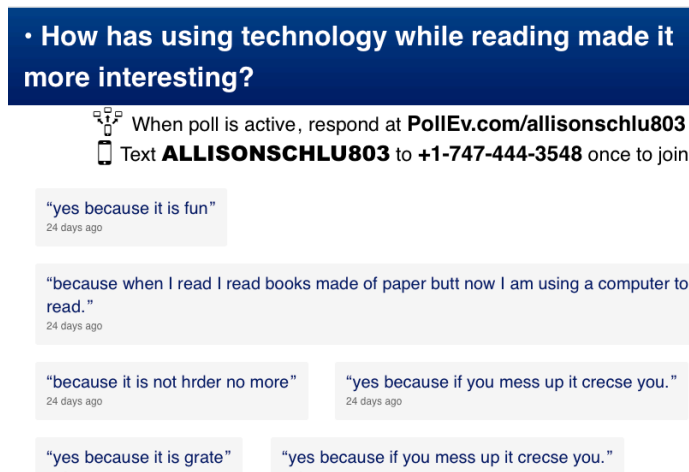 • How has using technology while reading made it
more interesting?
When poll is active, respond at PollEv.com/allisonschlu803
Text ALLISONSCHLU803 to +1-747-444-3548 once to join
“yes because it is fun”
24 days ago
“because when I read I read books made of paper butt now I am using a computer to
read.”
24 days ago
“because it is not hrder no more”
24 days ago
“yes because if you mess up it crecse you.”
24 days ago
“yes because it is grate”
“yes because if you mess up it crecse you.”